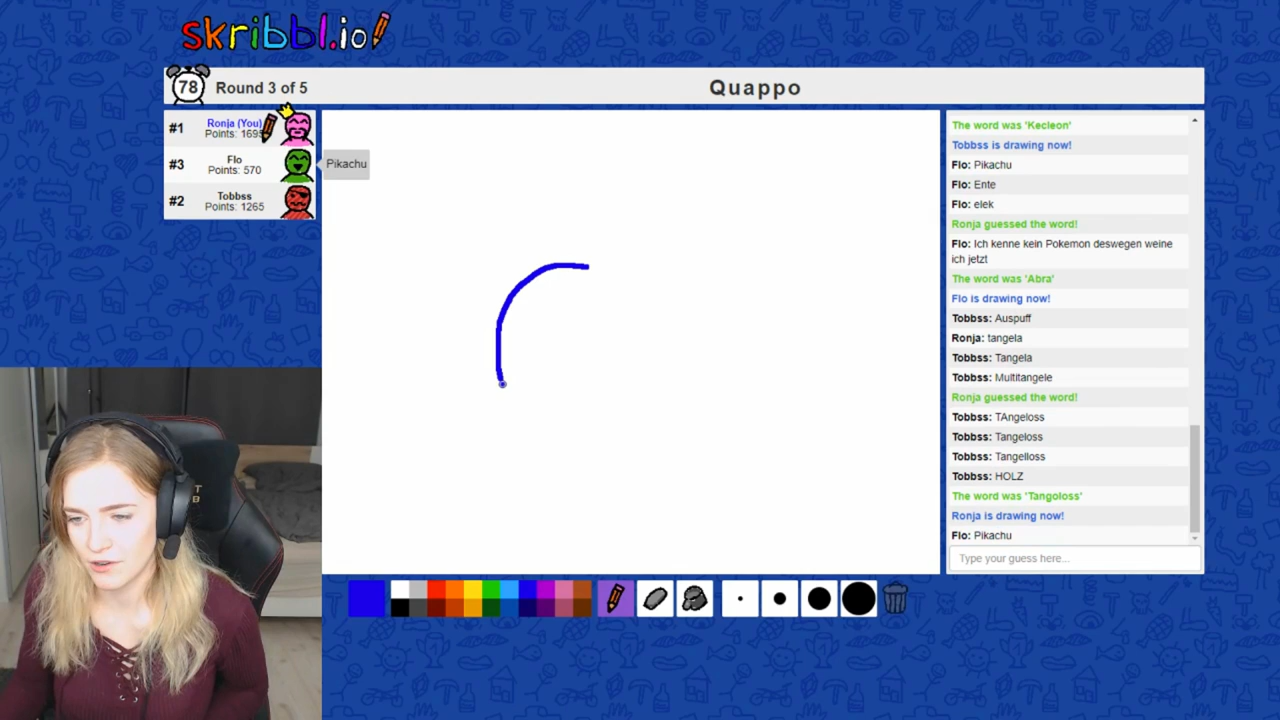 skribbl.io
78
Round 3 of 5
Quappo
#1
Ronja (You)
Points: 1695
#3
Flo
Points: 570
Pikachu
#2
Tobbss
Points: 1265
The word was 'Kecleon'
Tobbss is drawing now!
Flo: Pikachu
Flo: Ente
Flo: elek
Ronja guessed the word!
Flo: Ich kenne kein Pokemon deswegen weine
ich jetzt
The word was 'Abra'
Flo is drawing now!
Tobbss: Auspuff
Ronja: tangela
Tobbss: Tangela
Tobbss: Multitangele
Ronja guessed the word!
Tobbss: TAngeloss
Tobbss: Tangeloss
Tobbss: Tangelloss
Tobbss: HOLZ
The word was 'Tangoloss'
Ronja is drawing now!
Flo: Pikachu
Type your guess here...